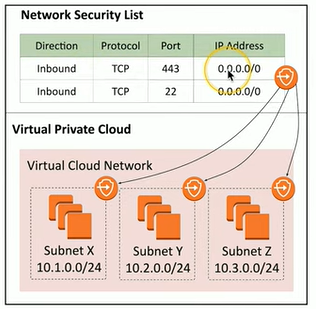 Network Security List
Direction Protocol Port IP Address
Inbound TCP 443 0.0.0.0/0
Inbound TCP 22 0.0.0.0/0
Virtual Private Cloud
Virtual Cloud Network
Subnet X Subnet Y Subnet Z
10.1.0.0/24 10.2.0.0/24 10.3.0.0/24